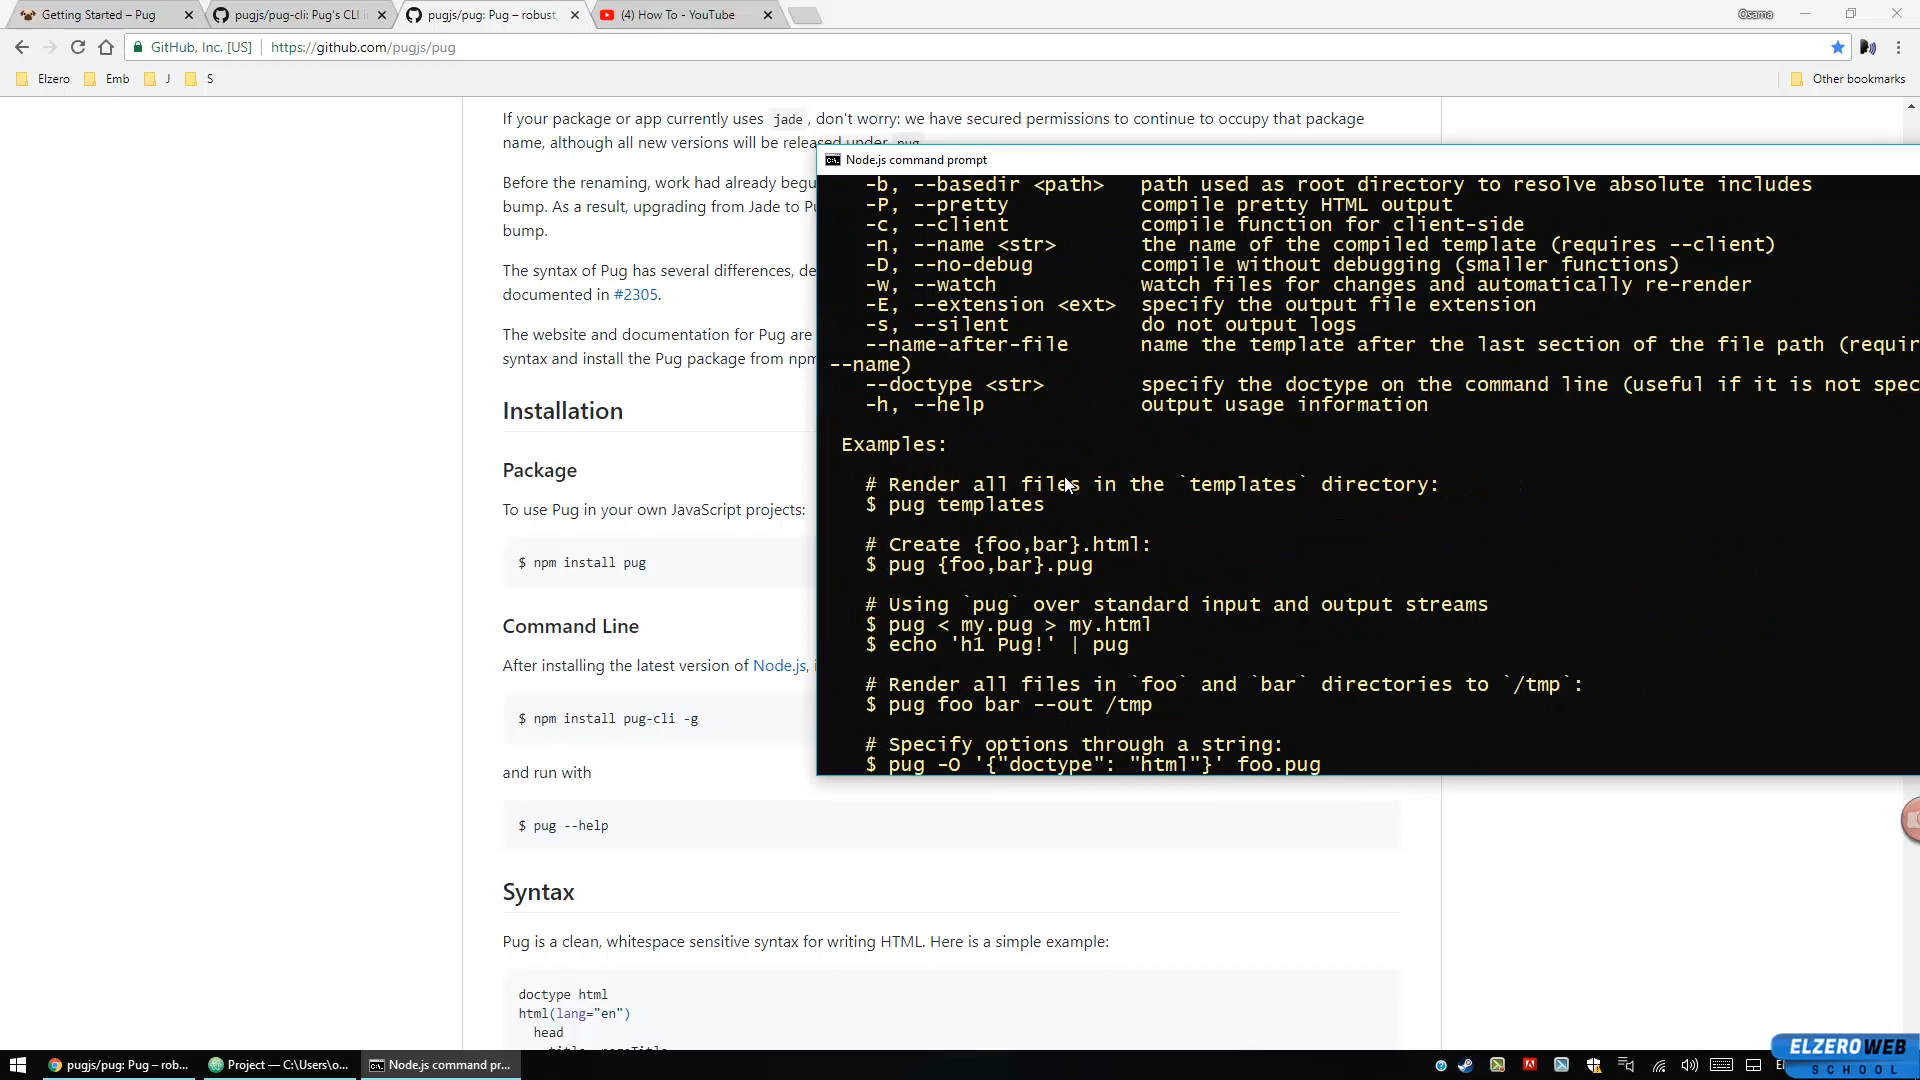 Getting Started – Pug
pugjs/pug-cli: Pug's CLI i
pugjs/pug: Pug – robust,
(4) How To - YouTube
Osama
GitHub, Inc. [US]
https://github.com/pugjs/pug
Elzero
Emb
J
S
Other bookmarks
If your package or app currently uses jade, don't worry: we have secured permissions to continue to occupy that package
name, although all new versions will be released under pug.
Before the renaming, work had already begu
bump. As a result, upgrading from Jade to Pu
bump.
The syntax of Pug has several differences, de
documented in #2305.
The website and documentation for Pug are
syntax and install the Pug package from npm
Installation
Package
To use Pug in your own JavaScript projects:
$ npm install pug
Command Line
After installing the latest version of Node.js, i
$ npm install pug-cli -g
and run with
$ pug --help
Syntax
Pug is a clean, whitespace sensitive syntax for writing HTML. Here is a simple example:
doctype html
html(lang="en")
head
title= pageTitle
Node.js command prompt
-b, --basedir <path>   path used as root directory to resolve absolute includes
-P, --pretty           compile pretty HTML output
-c, --client           compile function for client-side
-n, --name <str>       the name of the compiled template (requires --client)
-D, --no-debug         compile without debugging (smaller functions)
-w, --watch            watch files for changes and automatically re-render
-E, --extension <ext>  specify the output file extension
-s, --silent           do not output logs
--name-after-file      name the template after the last section of the file path (requir
--name)
--doctype <str>        specify the doctype on the command line (useful if it is not spec
-h, --help             output usage information
Examples:
# Render all files in the `templates` directory:
$ pug templates
# Create {foo,bar}.html:
$ pug {foo,bar}.pug
# Using `pug` over standard input and output streams
$ pug < my.pug > my.html
$ echo 'h1 Pug!' | pug
# Render all files in `foo` and `bar` directories to `/tmp`:
$ pug foo bar --out /tmp
# Specify options through a string:
$ pug -O '{"doctype": "html"}' foo.pug
pugjs/pug: Pug – rob...
Project — C:\Users\o...
Node.js command pr...
ELZEROWEB
SCHOOL